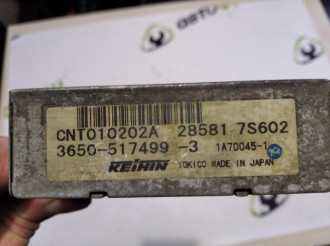 CNT010202A 28581 7S602
3650-517499 -3 1A70045-1
KEIHIN YOKICO MADE IN JAPAN